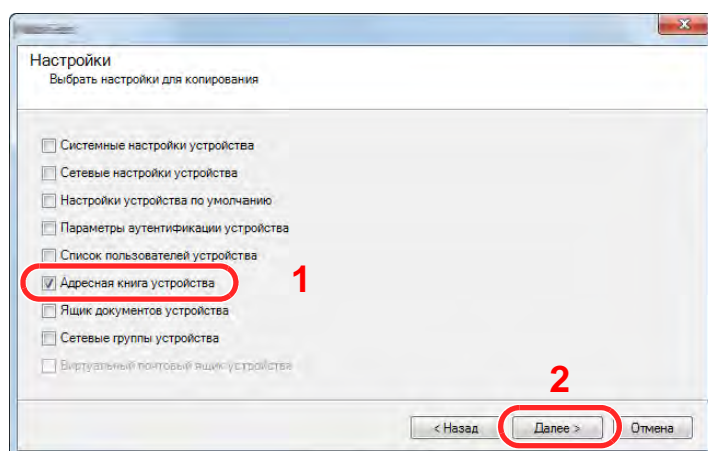 Настройки
Выбрать настройки для копирования
Системные настройки устройства
Сетевые настройки устройства
Настройки устройства по умолчанию
Параметры аутентификации устройства
Список пользователей устройства
Адресная книга устройства 1
Ящик документов устройства
Сетевые группы устройства
Виртуальный почтовый ящик устройства
2
< Назад Далее > Отмена